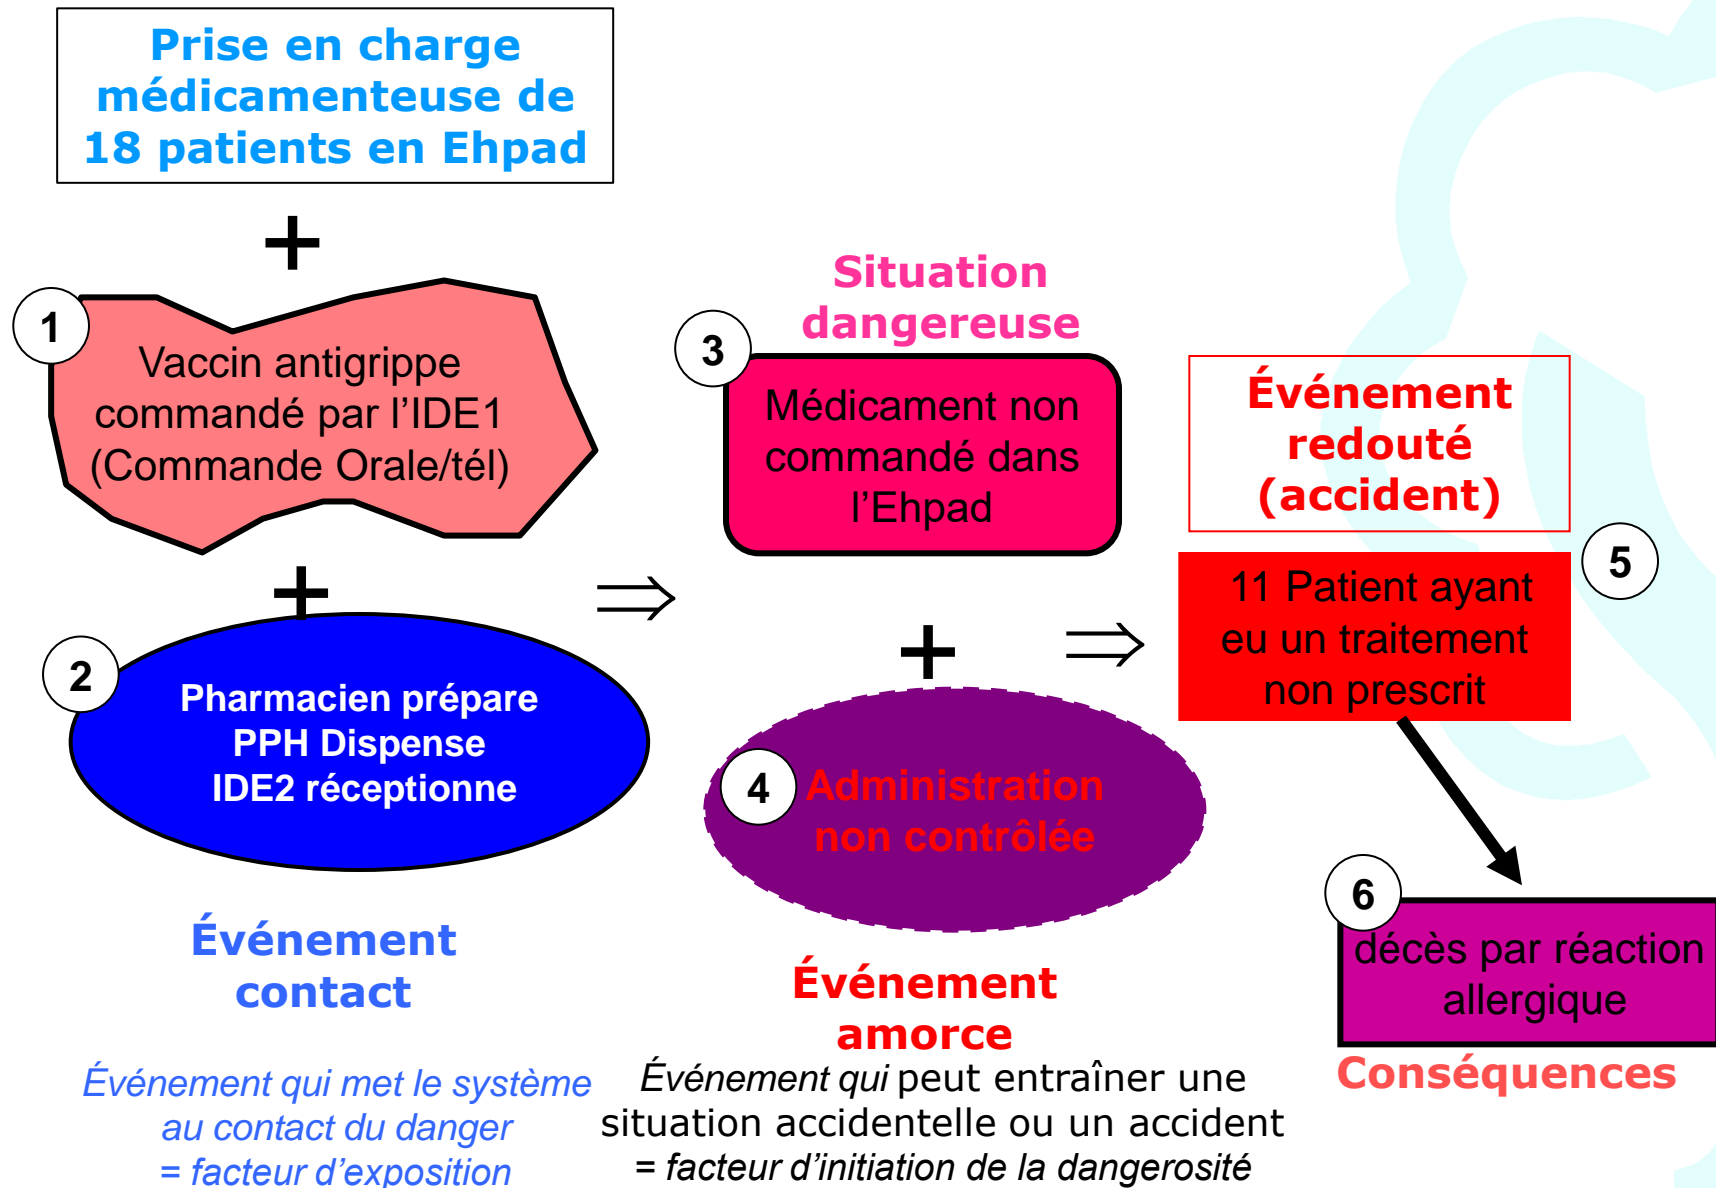 Prise en charge
médicamenteuse de
18 patients en Ehpad
+
1
Vaccin antigrippe
commandé par l'IDE1
(Commande Orale/tél)
+
2
Pharmacien prépare
PPH Dispense
IDE2 réceptionne
Événement
contact
Événement qui met le système
au contact du danger
= facteur d'exposition
⇒
Situation
dangereuse
3
Médicament non
commandé dans
l'Ehpad
+
4
Administration
non contrôlée
Événement
amorce
Événement qui peut entraîner une
situation accidentelle ou un accident
= facteur d'initiation de la dangerosité
⇒
Événement
redouté
(accident)
5
11 Patient ayant
eu un traitement
non prescrit
6
décès par réaction
allergique
Conséquences